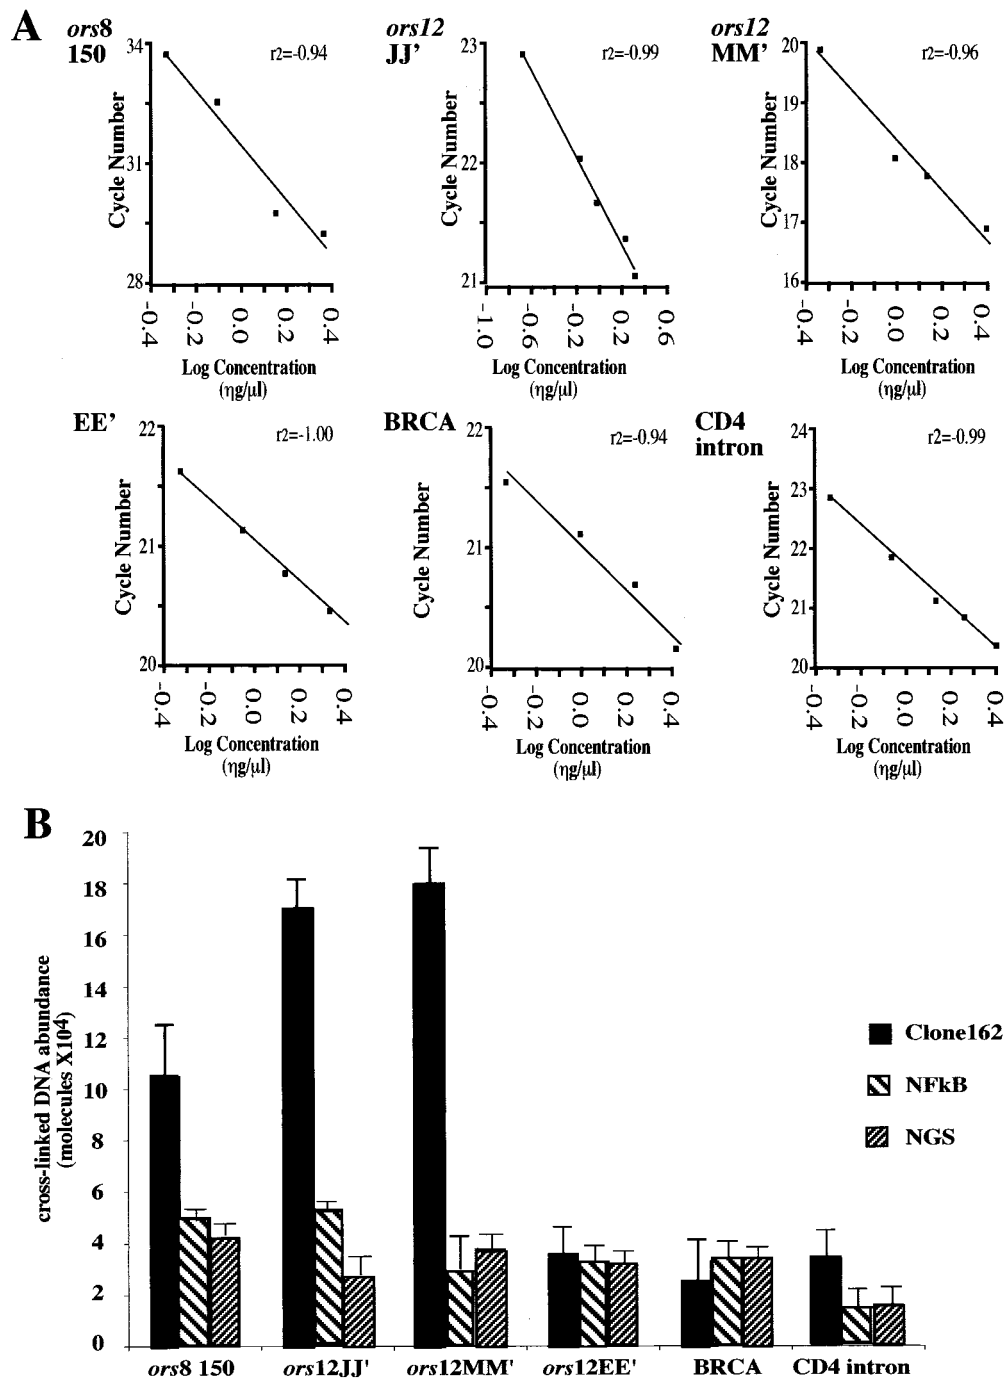 A
ors8
150
r2=-0.94
Cycle Number
34
31
28
-0.4
-0.2
0.0
0.2
0.4
Log Concentration
(ηg/μl)
ors12
JJ'
r2=-0.99
Cycle Number
23
22
21
-1.0
-0.6
-0.2
0.2
0.6
Log Concentration
(ηg/μl)
ors12
MM'
r2=-0.96
Cycle Number
20
19
18
17
16
-0.4
-0.2
0.0
0.2
0.4
Log Concentration
(ηg/μl)
EE'
r2=-1.00
Cycle Number
22
21
20
-0.4
-0.2
0.0
0.2
0.4
Log Concentration
(ηg/μl)
BRCA
r2=-0.94
Cycle Number
22
21
20
-0.4
-0.2
0.0
0.2
0.4
Log Concentration
(ηg/μl)
CD4
intron
r2=-0.99
Cycle Number
24
23
22
21
20
-0.4
-0.2
0.0
0.2
0.4
Log Concentration
(ηg/μl)
B
cross-linked DNA abundance
(molecules X104)
20
18
16
14
12
10
8
6
4
2
0
Clone162
NFkB
NGS
ors8 150
ors12JJ'
ors12MM'
ors12EE'
BRCA
CD4 intron